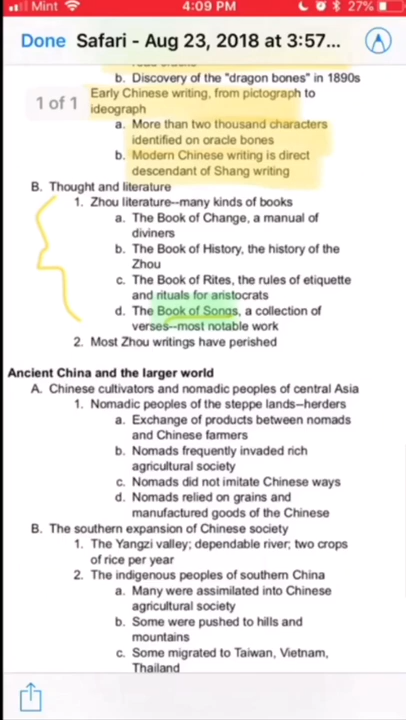 Mint 4:09 PM 27%
Done Safari - Aug 23, 2018 at 3:57...
b. Discovery of the "dragon bones" in 1890s
1 of 1
Early Chinese writing, from pictograph to
ideograph
a. More than two thousand characters
identified on oracle bones
b. Modern Chinese writing is direct
descendant of Shang writing
B. Thought and literature
1. Zhou literature--many kinds of books
a. The Book of Change, a manual of
diviners
b. The Book of History, the history of the
Zhou
c. The Book of Rites, the rules of etiquette
and rituals for aristocrats
d. The Book of Songs, a collection of
verses--most notable work
2. Most Zhou writings have perished
Ancient China and the larger world
A. Chinese cultivators and nomadic peoples of central Asia
1. Nomadic peoples of the steppe lands--herders
a. Exchange of products between nomads
and Chinese farmers
b. Nomads frequently invaded rich
agricultural society
c. Nomads did not imitate Chinese ways
d. Nomads relied on grains and
manufactured goods of the Chinese
B. The southern expansion of Chinese society
1. The Yangzi valley; dependable river; two crops
of rice per year
2. The indigenous peoples of southern China
a. Many were assimilated into Chinese
agricultural society
b. Some were pushed to hills and
mountains
c. Some migrated to Taiwan, Vietnam,
Thailand